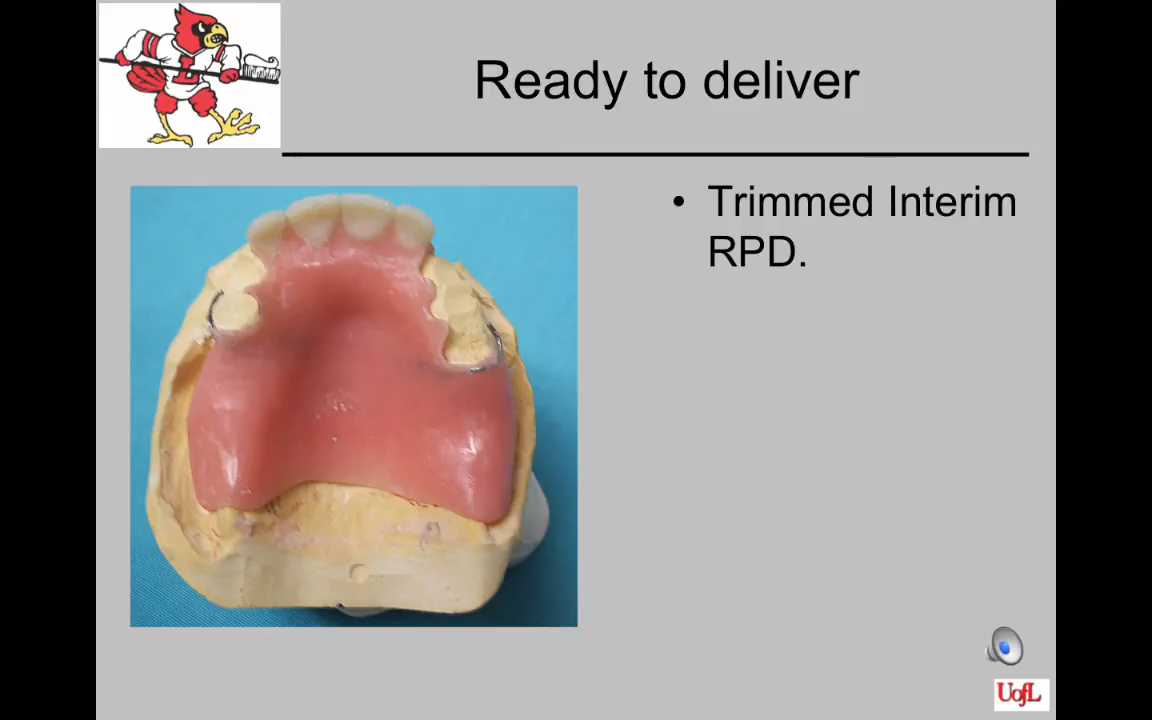 Ready to deliver
• Trimmed Interim
RPD.
L
UofL